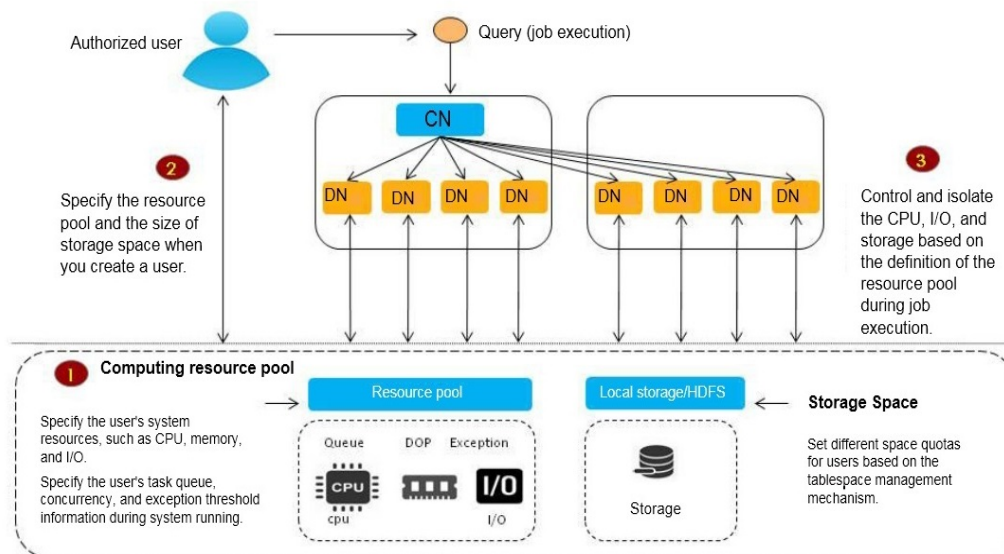 Authorized user
Query (job execution)
CN
DN
DN
DN
DN
DN
DN
DN
DN
2
Specify the resource
pool and the size of
storage space when
you create a user.
3
Control and isolate
the CPU, I/O, and
storage based on
the definition of the
resource pool
during job
execution.
1
Computing resource pool
Specify the user's system
resources, such as CPU, memory,
and I/O.
Specify the user's task queue,
concurrency, and exception threshold
information during system running.
Resource pool
Queue
DOP
Exception
CPU
I/O
cpu
I/O
Local storage/HDFS
Storage
Storage Space
Set different space quotas
for users based on the
tablespace management
mechanism.